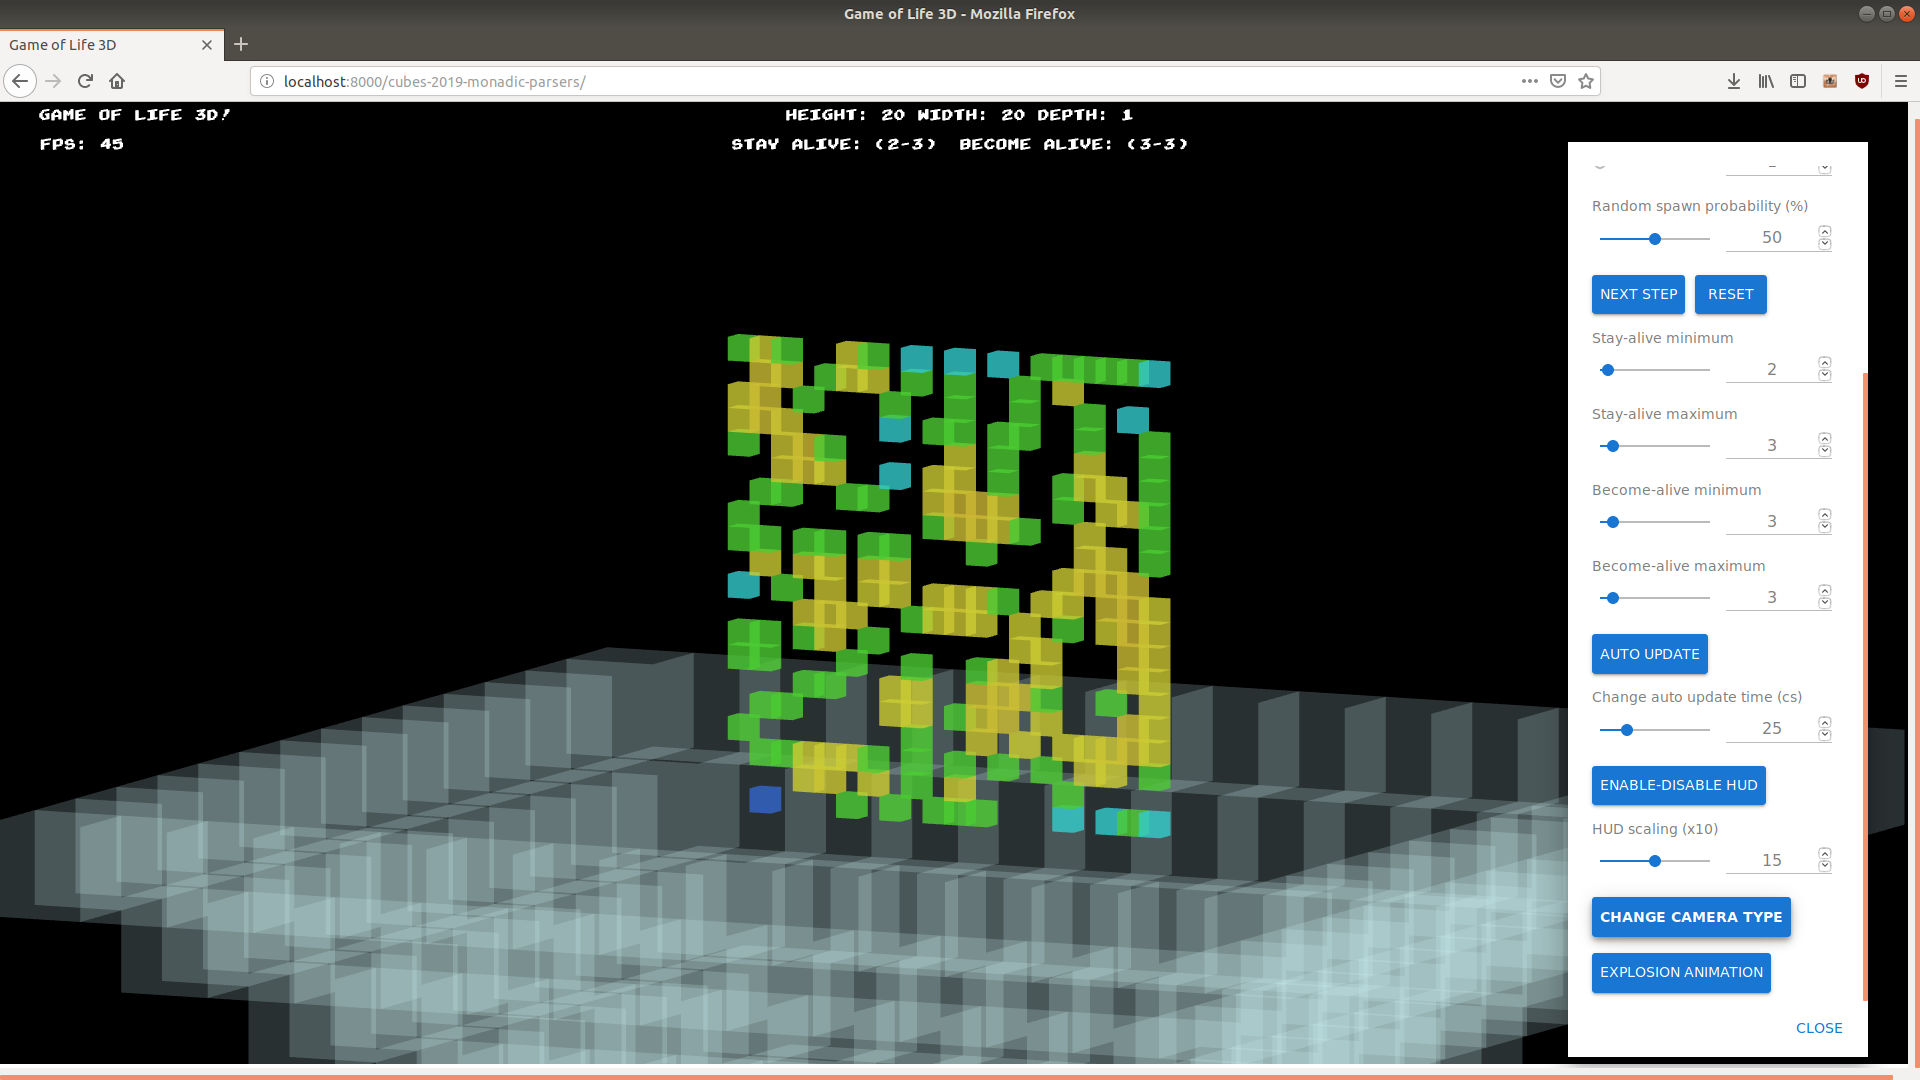 Game of Life 3D - Mozilla Firefox
Game of Life 3D
localhost:8000/cubes-2019-monadic-parsers/
GAME OF LIFE 3D!
HEIGHT: 20 WIDTH: 20 DEPTH: 1
FPS: 45
STAY ALIVE: (2-3) BECOME ALIVE: (3-3)
Random spawn probability (%)
50
NEXT STEP RESET
Stay-alive minimum
2
Stay-alive maximum
3
Become-alive minimum
3
Become-alive maximum
3
AUTO UPDATE
Change auto update time (cs)
25
ENABLE-DISABLE HUD
HUD scaling (x10)
15
CHANGE CAMERA TYPE
EXPLOSION ANIMATION
CLOSE